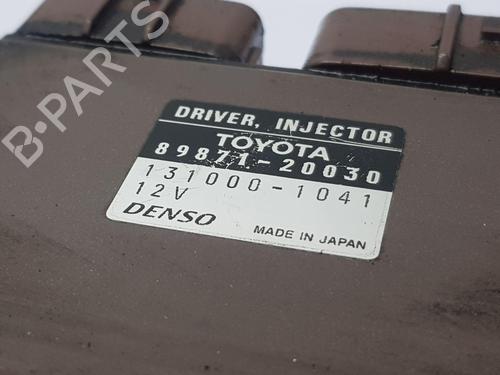 B-PARTS
DRIVER, INJECTOR
TOYOTA
89871-20030
131000-1041
12V
DENSO
MADE IN JAPAN